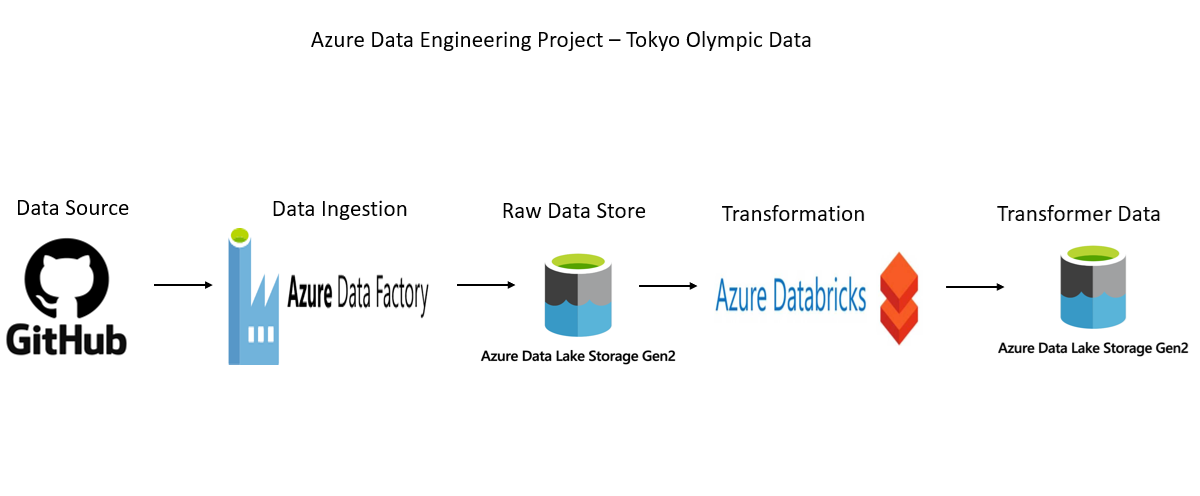 Azure Data Engineering Project – Tokyo Olympic Data
Data Source
Data Ingestion
Raw Data Store
Transformation
Transformer Data
GitHub
Azure Data Factory
Azure Data Lake Storage Gen2
Azure Databricks
Azure Data Lake Storage Gen2